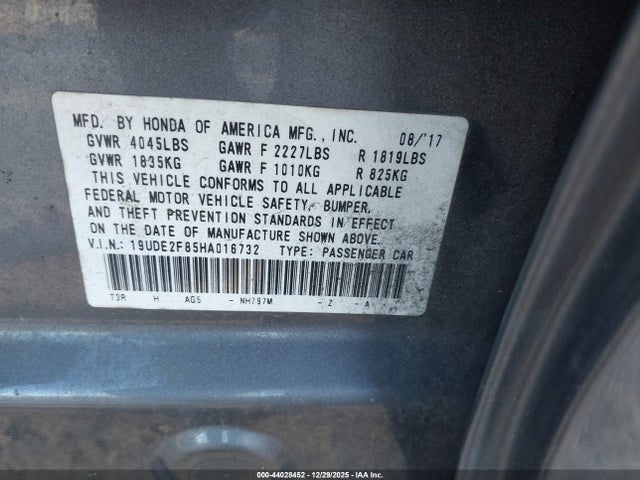 MFD. BY HONDA OF AMERICA MFG., INC. 08/'17
GVWR 4045LBS GAWR F 2227LBS R 1819LBS
GVWR 1835KG GAWR F 1010KG R 825KG
THIS VEHICLE CONFORMS TO ALL APPLICABLE
FEDERAL MOTOR VEHICLE SAFETY, BUMPER,
AND THEFT PREVENTION STANDARDS IN EFFECT
ON THE DATE OF MANUFACTURE SHOWN ABOVE.
V.I.N.: 19UDE2F85HA016732 TYPE: PASSENGER CAR
T3R H AG5 - NH797M - Z - A
000-44028452 - 12/29/2025 - IAA Inc.